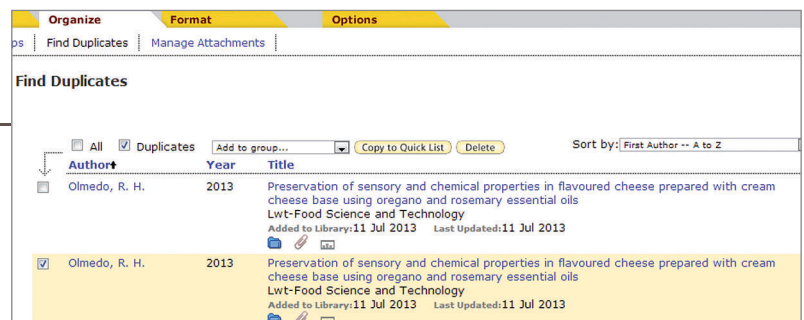 Organize Format Options
ps Find Duplicates Manage Attachments
Find Duplicates
All Duplicates Add to group... Copy to Quick List Delete Sort by: First Author -- A to Z
Author Year Title
Olmedo, R. H. 2013 Preservation of sensory and chemical properties in flavoured cheese prepared with cream
cheese base using oregano and rosemary essential oils
Lwt-Food Science and Technology
Added to Library:11 Jul 2013 Last Updated:11 Jul 2013
Olmedo, R. H. 2013 Preservation of sensory and chemical properties in flavoured cheese prepared with cream
cheese base using oregano and rosemary essential oils
Lwt-Food Science and Technology
Added to Library:11 Jul 2013 Last Updated:11 Jul 2013